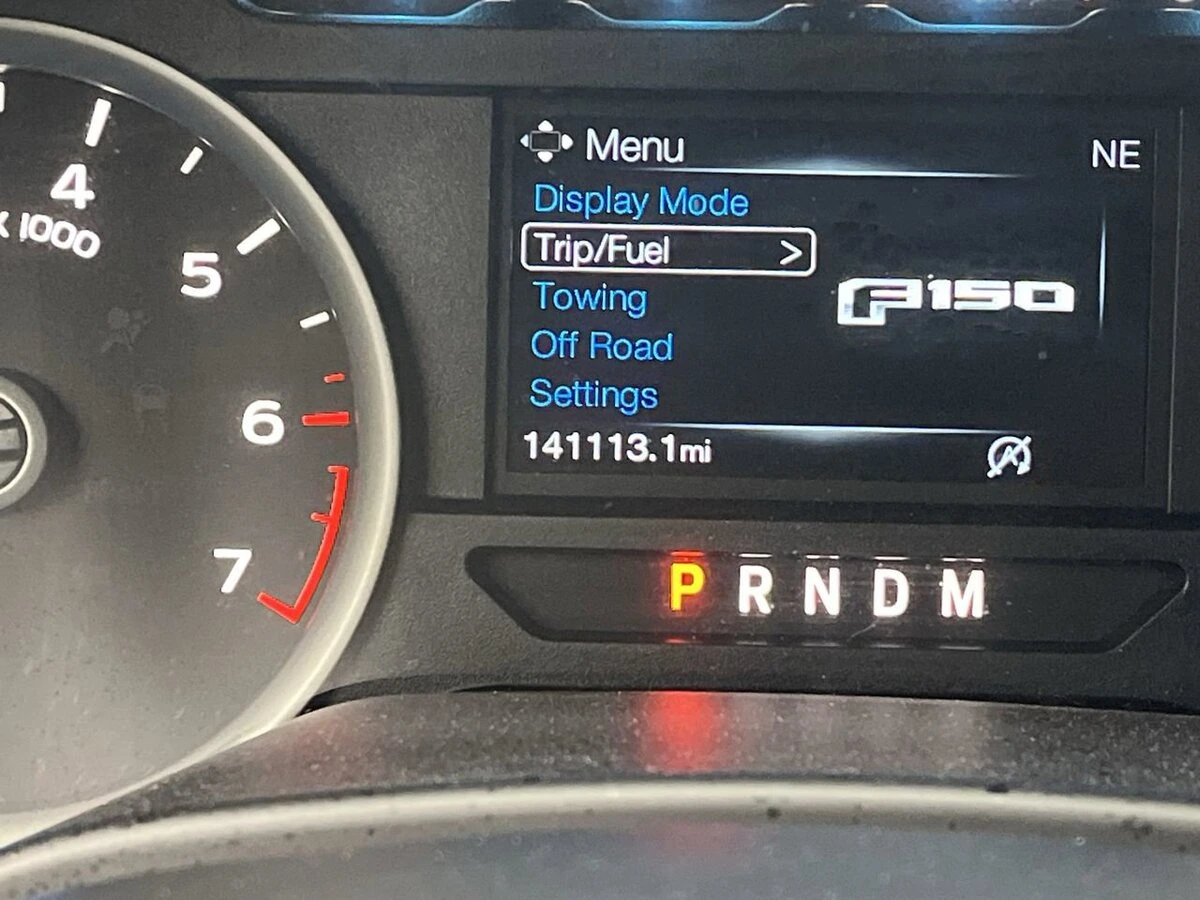 4
x 1000
5
6
7
Menu
NE
Display Mode
Trip/Fuel >
Towing
F150
Off Road
Settings
141113.1mi
A
P R N D M